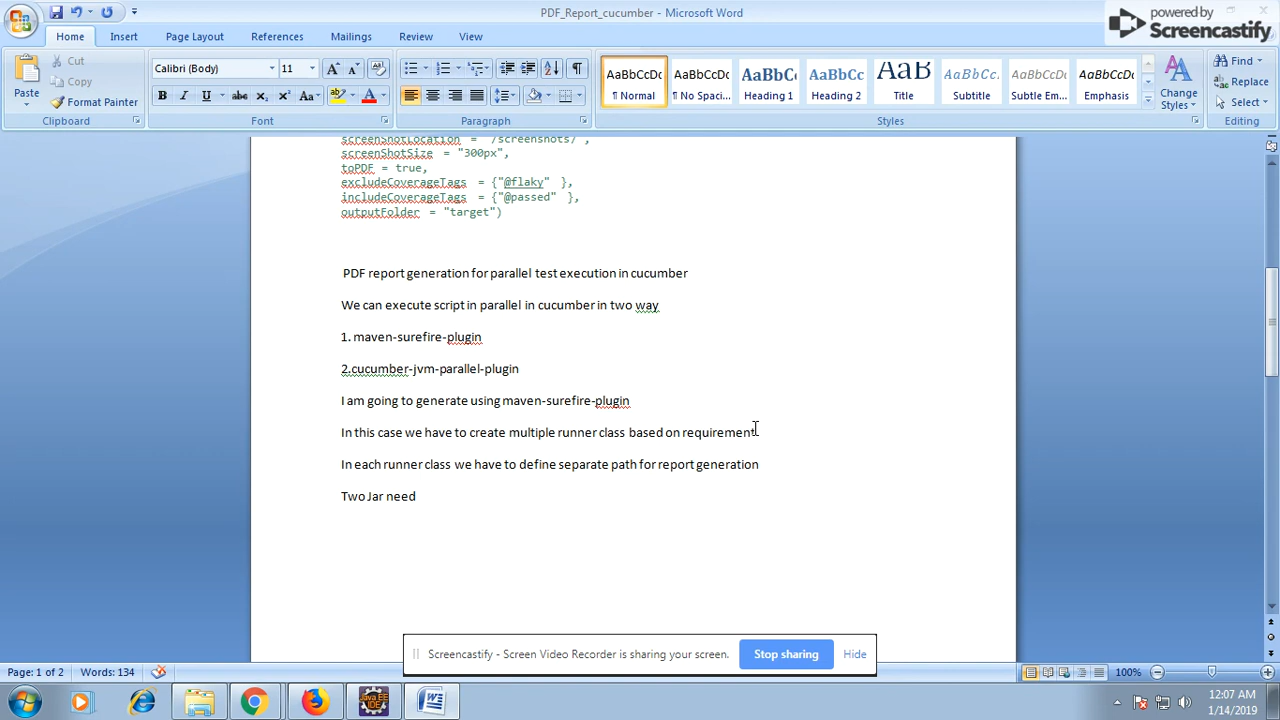 PDF_Report_cucumber - Microsoft Word
powered by
Screencastify
Home Insert Page Layout References Mailings Review View
Paste
Cut
Copy
Format Painter
Clipboard
Calibri (Body) 11
Font
Paragraph
AaBbCcDc AaBbCcDc AaBbCc AaBbCc AaB AaBbCc. AaBbCcDc AaBbCcDc
¶ Normal ¶ No Spaci... Heading 1 Heading 2 Title Subtitle Subtle Em... Emphasis
Change Styles
Styles
Find
Replace
Select
Editing
screenShotLocation = "/screenshots/",
screenShotSize = "300px",
toPDF = true,
excludeCoverageTags = {"@flaky" },
includeCoverageTags = {"@passed" },
outputFolder = "target")
PDF report generation for parallel test execution in cucumber
We can execute script in parallel in cucumber in two way
1. maven-surefire-plugin
2.cucumber-jvm-parallel-plugin
I am going to generate using maven-surefire-plugin
In this case we have to create multiple runner class based on requirement
In each runner class we have to define separate path for report generation
Two Jar need
Screencastify - Screen Video Recorder is sharing your screen. Stop sharing Hide
Page: 1 of 2 Words: 134 100%
12:07 AM
1/14/2019